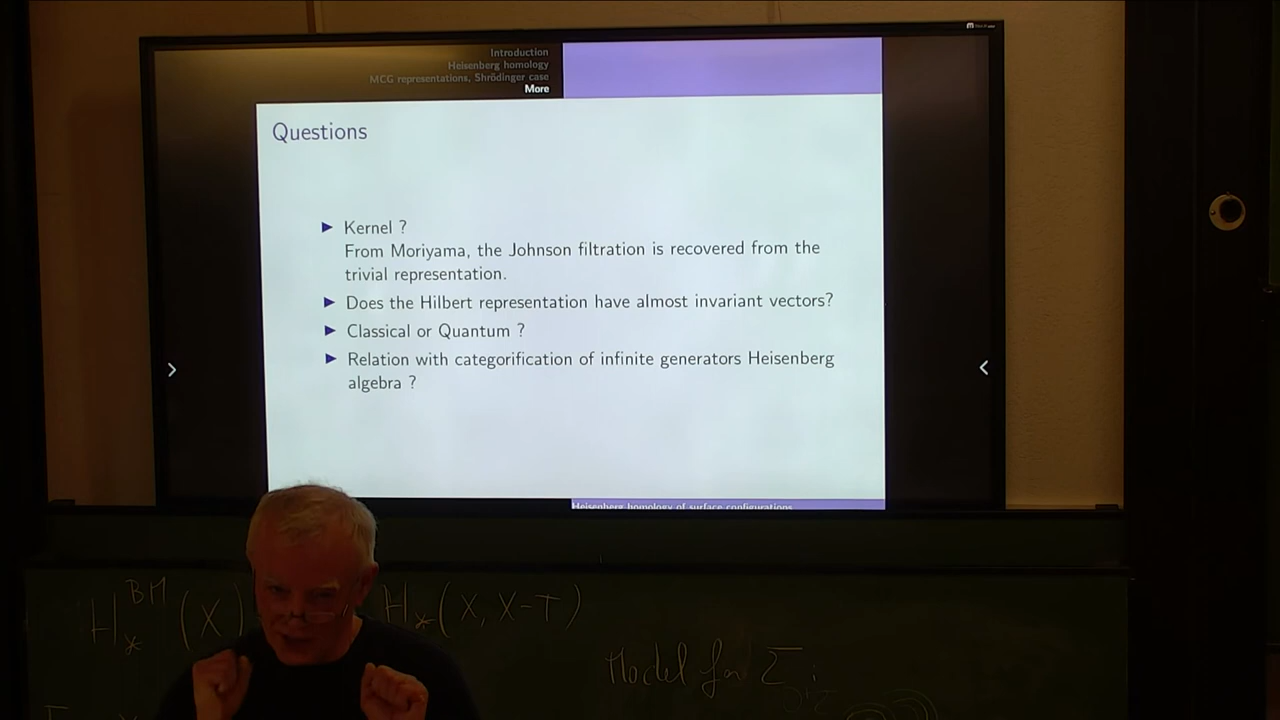 Introduction
Heisenberg homology
MCG representations, Shrödinger case
More
Questions
► Kernel ?
From Moriyama, the Johnson filtration is recovered from the
trivial representation.
► Does the Hilbert representation have almost invariant vectors?
► Classical or Quantum ?
► Relation with categorification of infinite generators Heisenberg
algebra ?
Heisenberg homology of surface configurations
H_*^{BM}(X) H_*(X, X-T)
Model for Σ